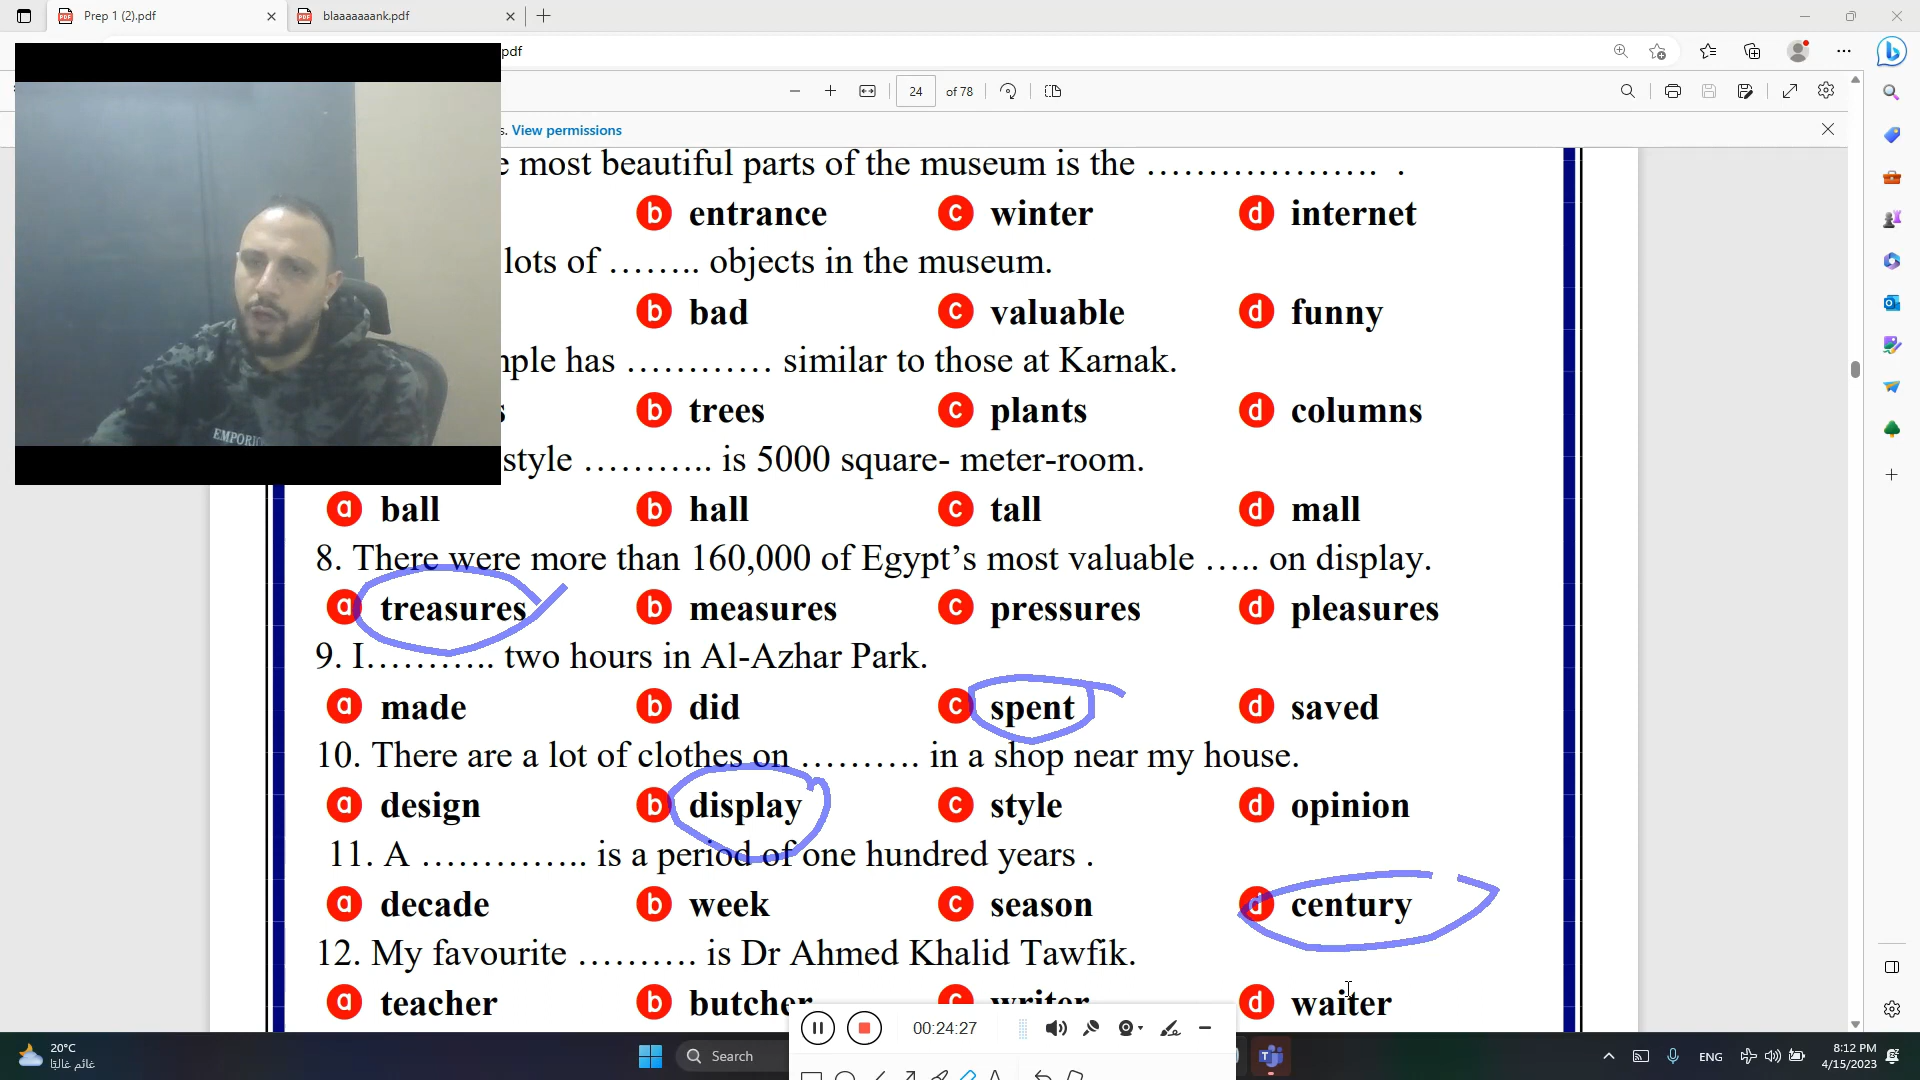 Prep 1 (2).pdf
blaaaaaaank.pdf
pdf
24 of 78
s. View permissions
e most beautiful parts of the museum is the ………………… .
b entrance c winter d internet
lots of …….. objects in the museum.
b bad c valuable d funny
mple has ………… similar to those at Karnak.
s b trees c plants d columns
style ……….. is 5000 square- meter-room.
a ball b hall c tall d mall
8. There were more than 160,000 of Egypt’s most valuable ….. on display.
a treasures b measures c pressures d pleasures
9. I……….. two hours in Al-Azhar Park.
a made b did c spent d saved
10. There are a lot of clothes on ………. in a shop near my house.
a design b display c style d opinion
11. A ………….. is a period of one hundred years .
a decade b week c season d century
12. My favourite ………. is Dr Ahmed Khalid Tawfik.
a teacher b butcher c writer d waiter
EMPORIO
00:24:27
20°C
غائم غالبًا
Search
ENG
8:12 PM
4/15/2023